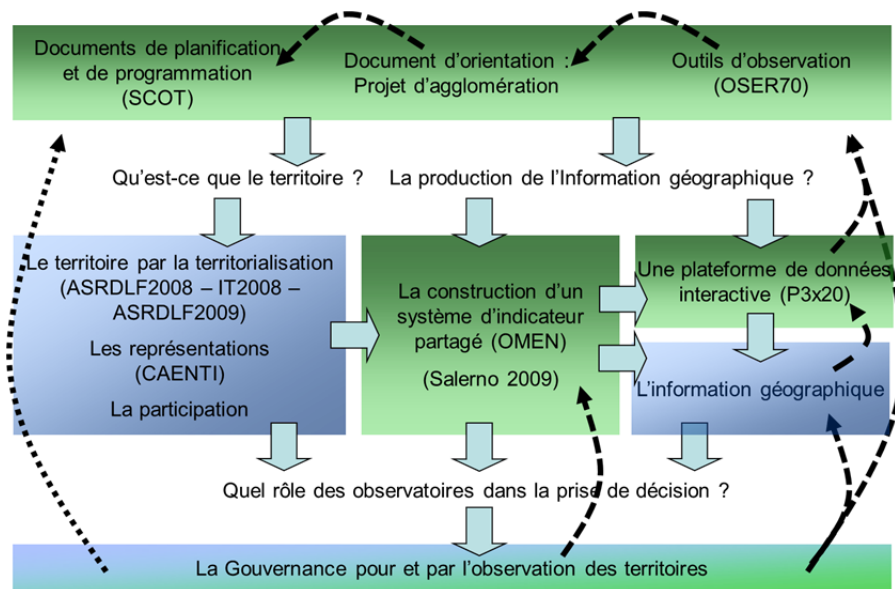 Documents de planification
et de programmation
(SCOT)
Document d'orientation :
Projet d'agglomération
Outils d'observation
(OSER70)
Qu'est-ce que le territoire ?
La production de l'Information géographique ?
Le territoire par la territorialisation
(ASRDLF2008 – IT2008 –
ASRDLF2009)
Les représentations
(CAENTI)
La participation
La construction d'un
système d'indicateur
partagé (OMEN)
(Salerno 2009)
Une plateforme de données
interactive (P3x20)
L'information géographique
Quel rôle des observatoires dans la prise de décision ?
La Gouvernance pour et par l'observation des territoires